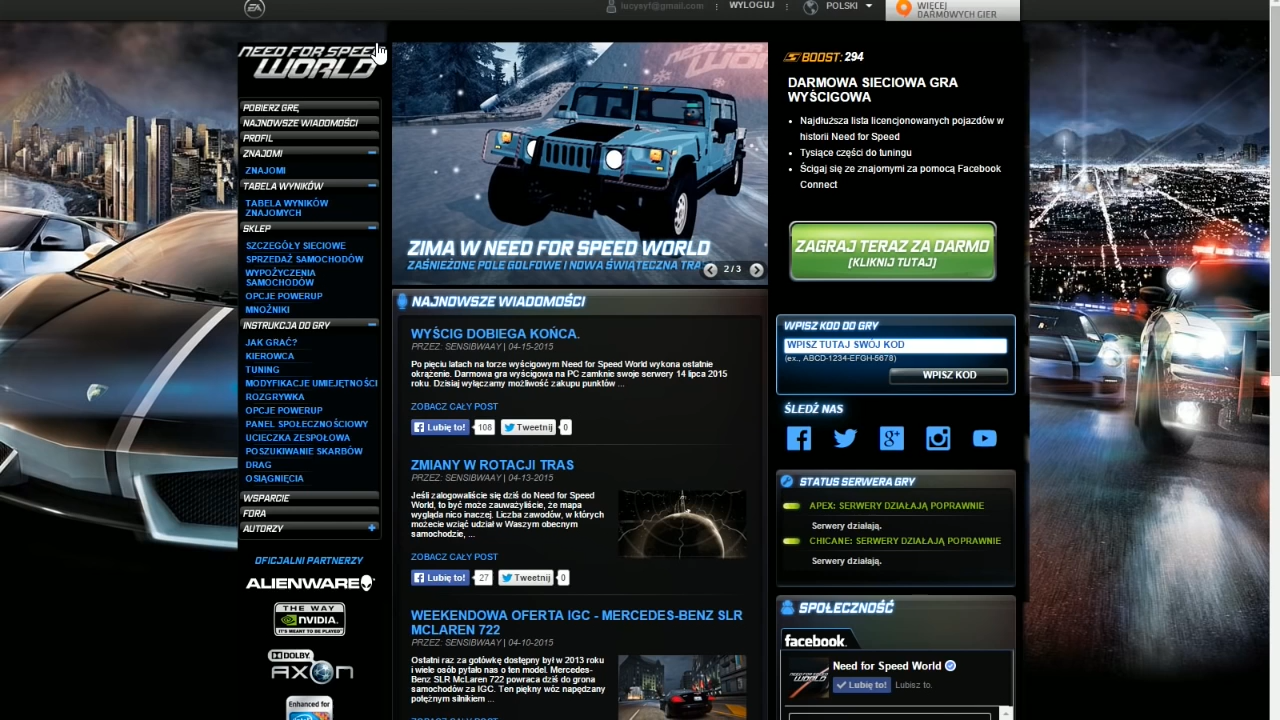 EA
lucysyf@gmail.com
WYLOGUJ
POLSKI
WIĘCEJ
DARMOWYCH GIER
NEED FOR SPEED
WORLD
POBIERZ GRĘ
NAJNOWSZE WIADOMOŚCI
PROFIL
ZNAJOMI
ZNAJOMI
TABELA WYNIKÓW
TABELA WYNIKÓW
ZNAJOMYCH
SKLEP
SZCZEGÓŁY SIECIOWE
SPRZEDAŻ SAMOCHODÓW
WYPOŻYCZENIA
SAMOCHODÓW
OPCJE POWERUP
MNOŻNIKI
INSTRUKCJA DO GRY
JAK GRAĆ?
KIEROWCA
TUNING
MODYFIKACJE UMIEJĘTNOŚCI
ROZGRYWKA
OPCJE POWERUP
PANEL SPOŁECZNOŚCIOWY
UCIECZKA ZESPOŁOWA
POSZUKIWANIE SKARBÓW
DRAG
OSIĄGNIĘCIA
WSPARCIE
FORA
AUTORZY
OFICJALNI PARTNERZY
ALIENWARE
THE WAY
NVIDIA.
IT'S MEANT TO BE PLAYED
DOLBY
AXON
Enhanced for
NEED FOR SPEED
WORLD
ZIMA W NEED FOR SPEED WORLD
ZAŚNIEŻONE POLE GOLFOWE I NOWA ŚWIĄTECZNA TRA
2 / 3
NAJNOWSZE WIADOMOŚCI
WYŚCIG DOBIEGA KOŃCA.
PRZEZ: SENSIBWAAY | 04-15-2015
Po pięciu latach na torze wyścigowym Need for Speed World wykona ostatnie
okrążenie. Darmowa gra wyścigowa na PC zamknie swoje serwery 14 lipca 2015
roku. Dzisiaj wyłączamy możliwość zakupu punktów ...
ZOBACZ CAŁY POST
Lubię to! 108 Tweetnij 0
ZMIANY W ROTACJI TRAS
PRZEZ: SENSIBWAAY | 04-13-2015
Jeśli zalogowaliście się dziś do Need for Speed
World, to być może zauważyliście, że mapa
wygląda nico inaczej. Liczba zawodów, w których
możecie wziąć udział w Waszym obecnym
samochodzie, ...
ZOBACZ CAŁY POST
Lubię to! 27 Tweetnij 0
WEEKENDOWA OFERTA IGC - MERCEDES-BENZ SLR
MCLAREN 722
PRZEZ: SENSIBWAAY | 04-10-2015
Ostatni raz za gotówkę dostępny był w 2013 roku
i wiele osób pytało nas o ten model. Mercedes-
Benz SLR McLaren 722 powraca dziś do grona
samochodów za IGC. Ten piękny wóz napędzany
potężnym silnikiem ...
ZOBACZ CAŁY POST
BOOST: 294
DARMOWA SIECIOWA GRA
WYŚCIGOWA
Najdłuższa lista licencjonowanych pojazdów w
historii Need for Speed
Tysiące części do tuningu
Ścigaj się ze znajomymi za pomocą Facebook
Connect
ZAGRAJ TERAZ ZA DARMO
(KLIKNIJ TUTAJ)
WPISZ KOD DO GRY
WPISZ TUTAJ SWÓJ KOD
(ex., ABCD-1234-EFGH-5678)
WPISZ KOD
ŚLEDŹ NAS
STATUS SERWERA GRY
APEX: SERWERY DZIAŁAJĄ POPRAWNIE
Serwery działają.
CHICANE: SERWERY DZIAŁAJĄ POPRAWNIE
Serwery działają.
SPOŁECZNOŚĆ
facebook.
Need for Speed World
Lubię to! Lubisz to.